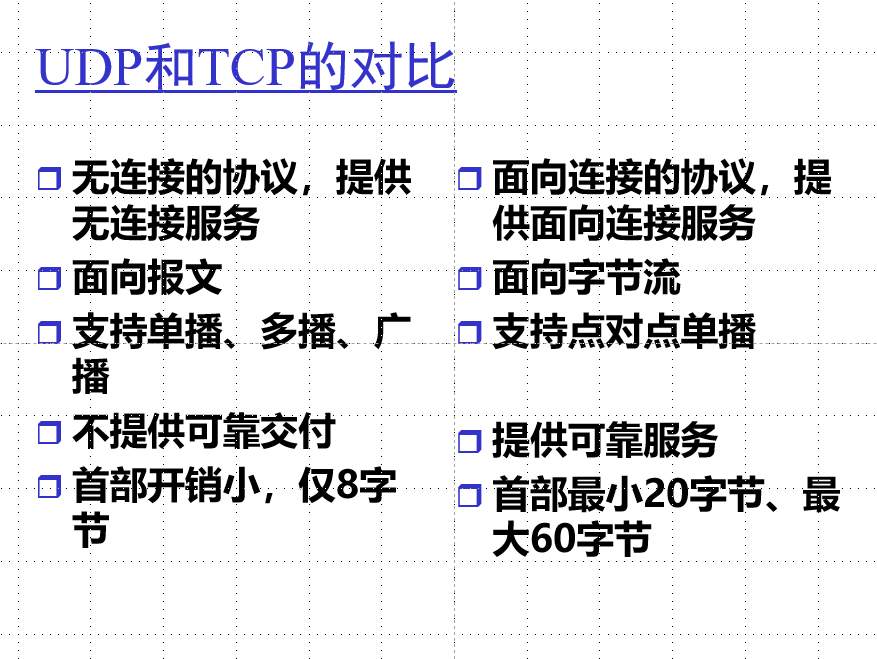 UDP和TCP的对比
无连接的协议，提供
无连接服务
面向报文
支持单播、多播、广
播
不提供可靠交付
首部开销小，仅8字
节
面向连接的协议，提
供面向连接服务
面向字节流
支持点对点单播
提供可靠服务
首部最小20字节、最
大60字节